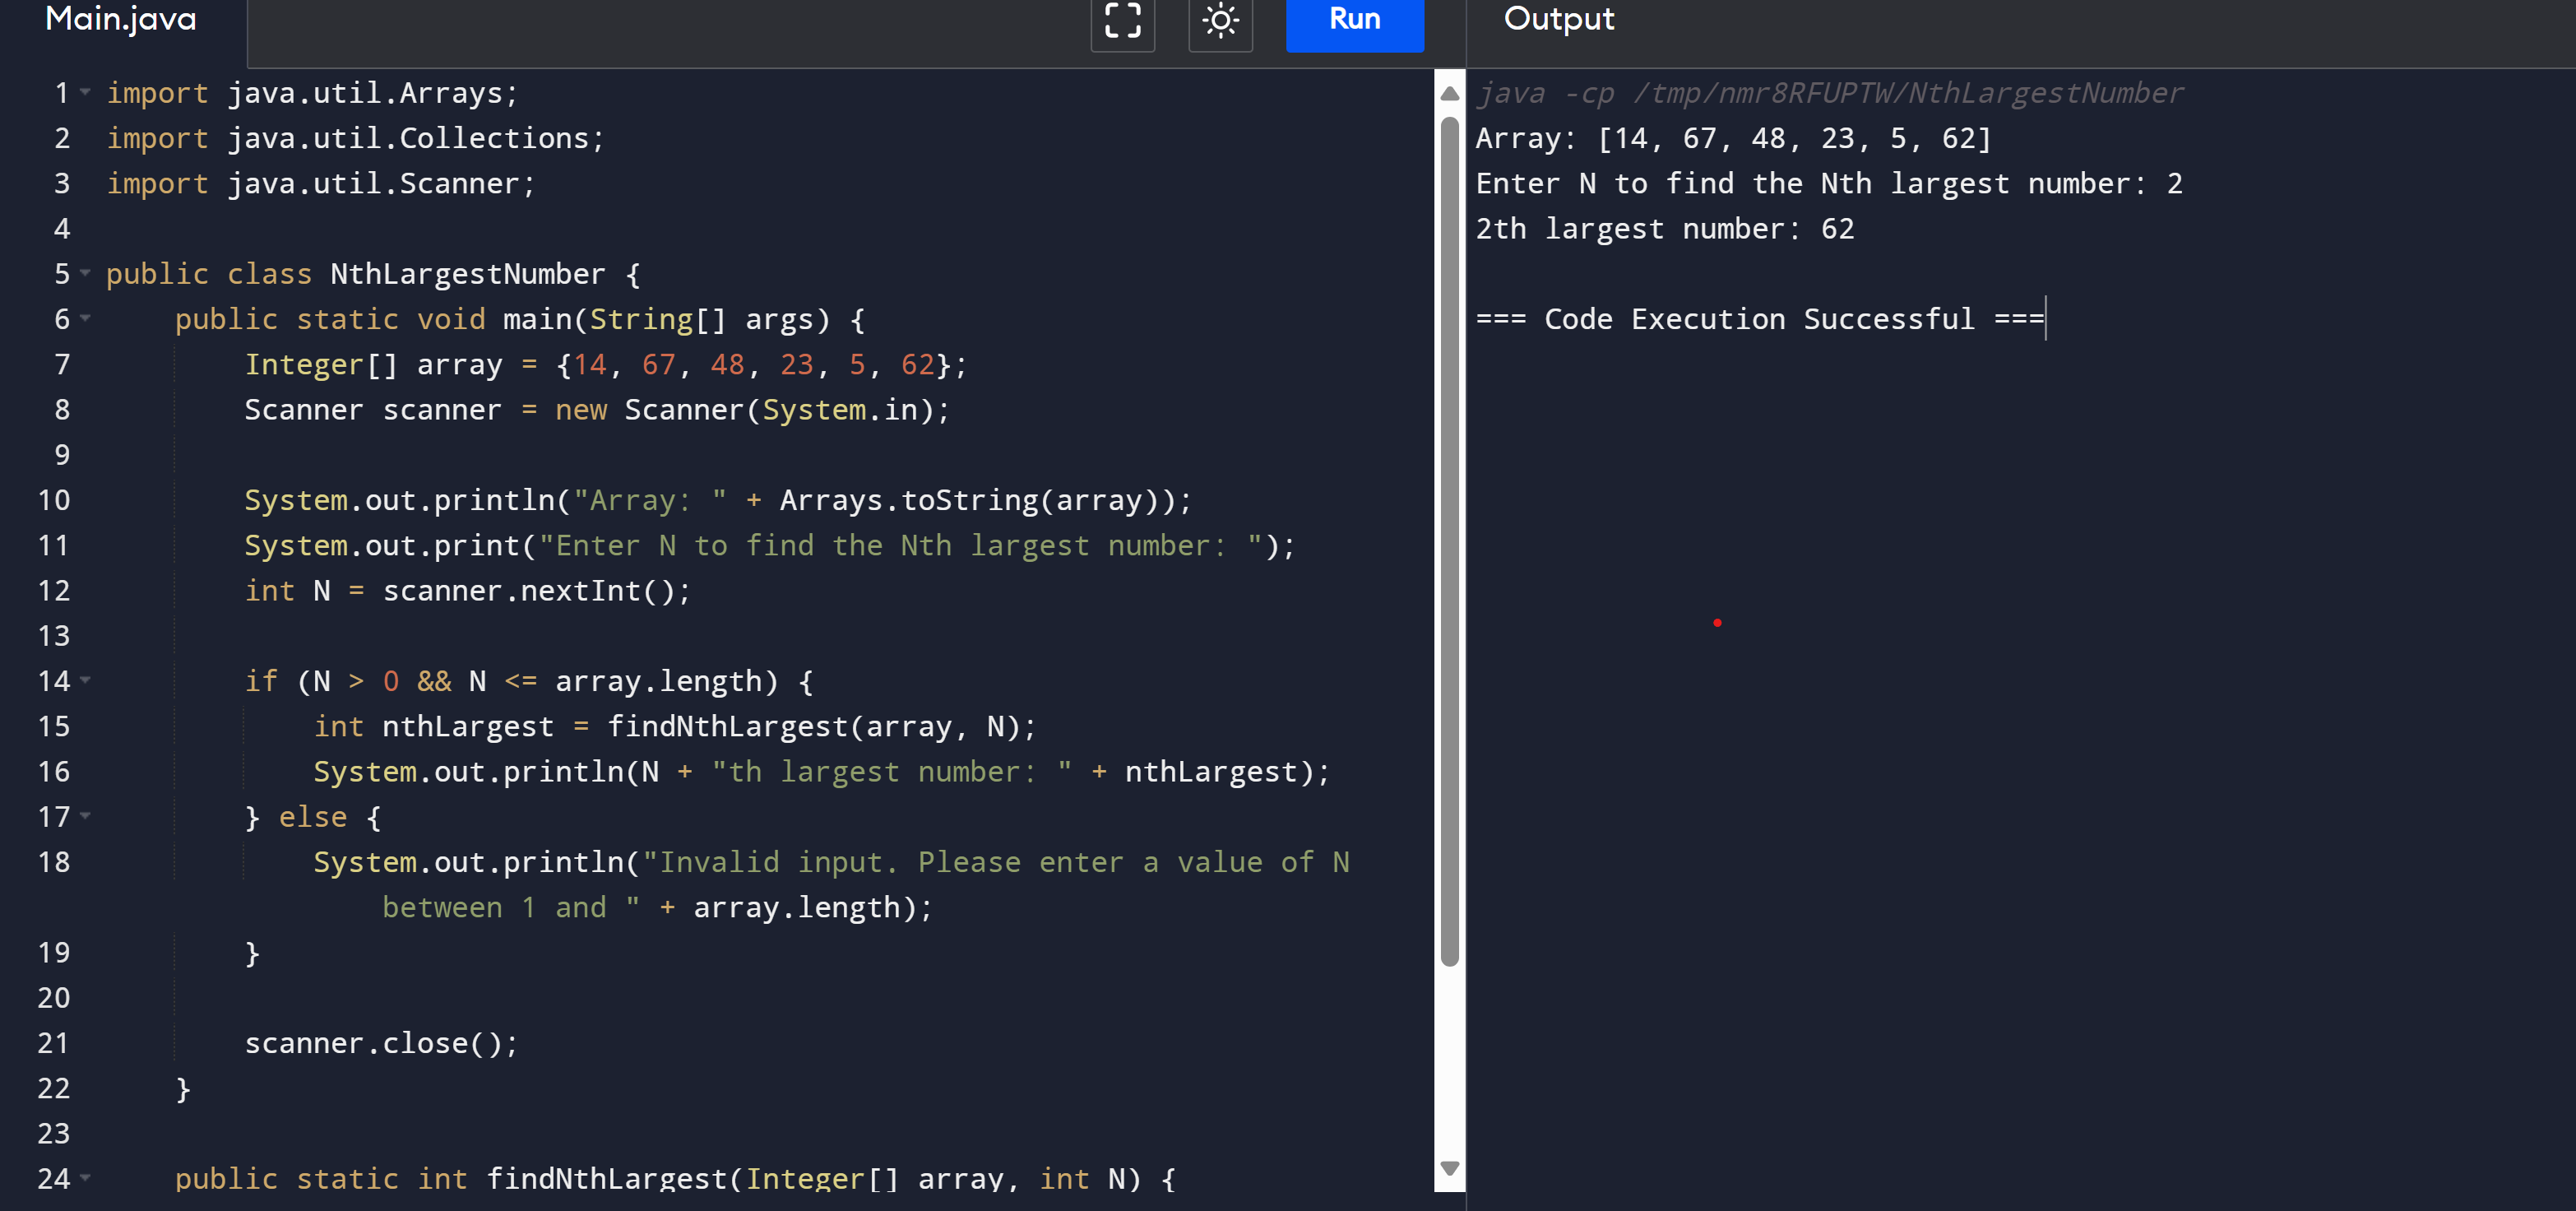 Main.java
Run
Output
1 import java.util.Arrays;
2 import java.util.Collections;
3 import java.util.Scanner;
4
5 public class NthLargestNumber {
6     public static void main(String[] args) {
7         Integer[] array = {14, 67, 48, 23, 5, 62};
8         Scanner scanner = new Scanner(System.in);
9
10         System.out.println("Array: " + Arrays.toString(array));
11         System.out.print("Enter N to find the Nth largest number: ");
12         int N = scanner.nextInt();
13
14         if (N > 0 && N <= array.length) {
15             int nthLargest = findNthLargest(array, N);
16             System.out.println(N + "th largest number: " + nthLargest);
17         } else {
18             System.out.println("Invalid input. Please enter a value of N
between 1 and " + array.length);
19         }
20
21         scanner.close();
22     }
23
24     public static int findNthLargest(Integer[] array, int N) {
java -cp /tmp/nmr8RFUPTW/NthLargestNumber
Array: [14, 67, 48, 23, 5, 62]
Enter N to find the Nth largest number: 2
2th largest number: 62
=== Code Execution Successful ===